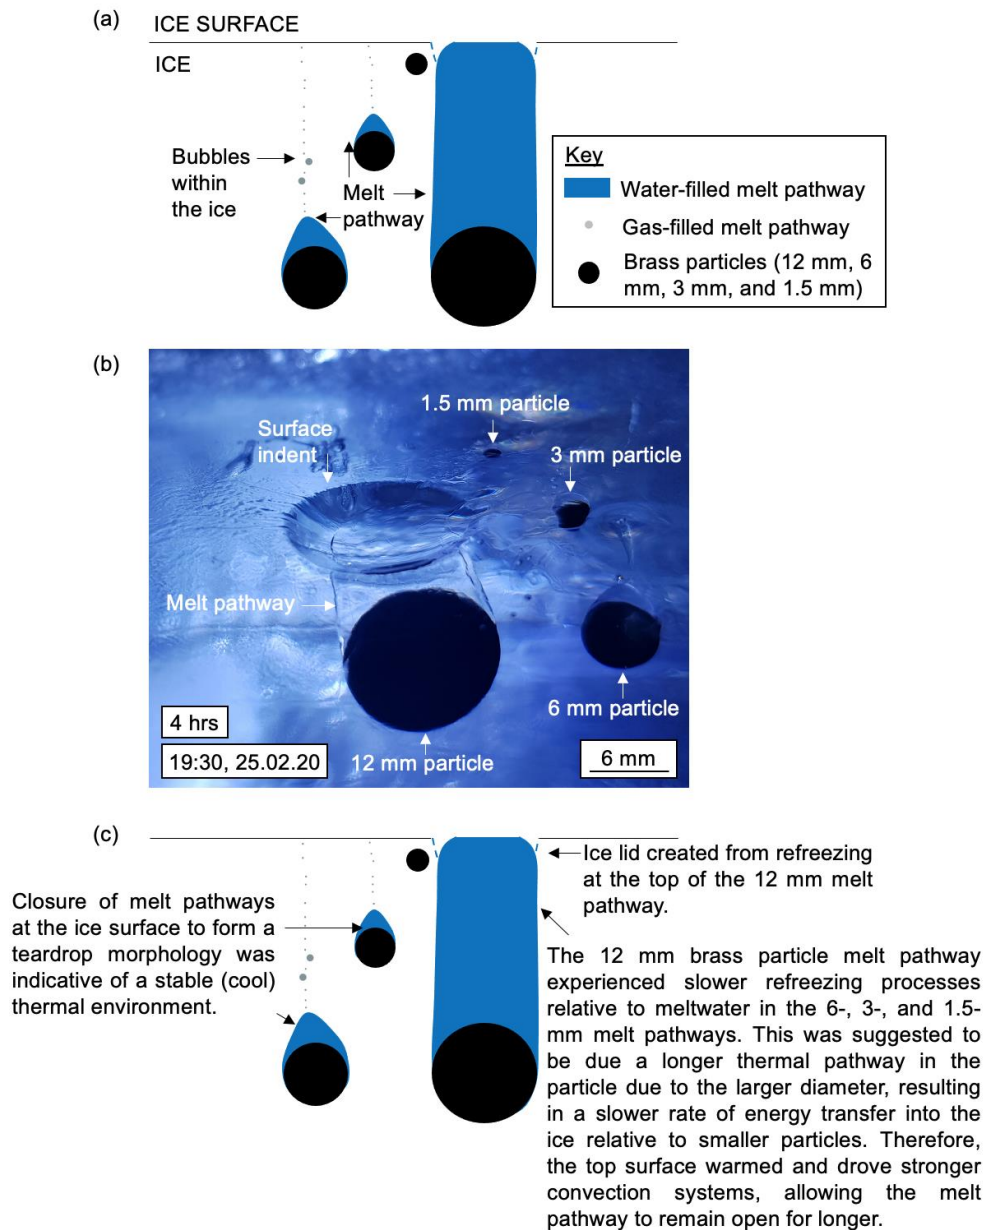 (a)
ICE SURFACE
ICE
Bubbles
within
the ice
Melt
pathway
Key
Water-filled melt pathway
Gas-filled melt pathway
Brass particles (12 mm, 6
mm, 3 mm, and 1.5 mm)
(b)
1.5 mm particle
Surface
indent
3 mm particle
Melt pathway
6 mm particle
4 hrs
19:30, 25.02.20
12 mm particle
6 mm
(c)
Ice lid created from refreezing
at the top of the 12 mm melt
pathway.
Closure of melt pathways
at the ice surface to form a
teardrop morphology was
indicative of a stable (cool)
thermal environment.
The 12 mm brass particle melt pathway
experienced slower refreezing processes
relative to meltwater in the 6-, 3-, and 1.5-
mm melt pathways. This was suggested to
be due a longer thermal pathway in the
particle due to the larger diameter, resulting
in a slower rate of energy transfer into the
ice relative to smaller particles. Therefore,
the top surface warmed and drove stronger
convection systems, allowing the melt
pathway to remain open for longer.